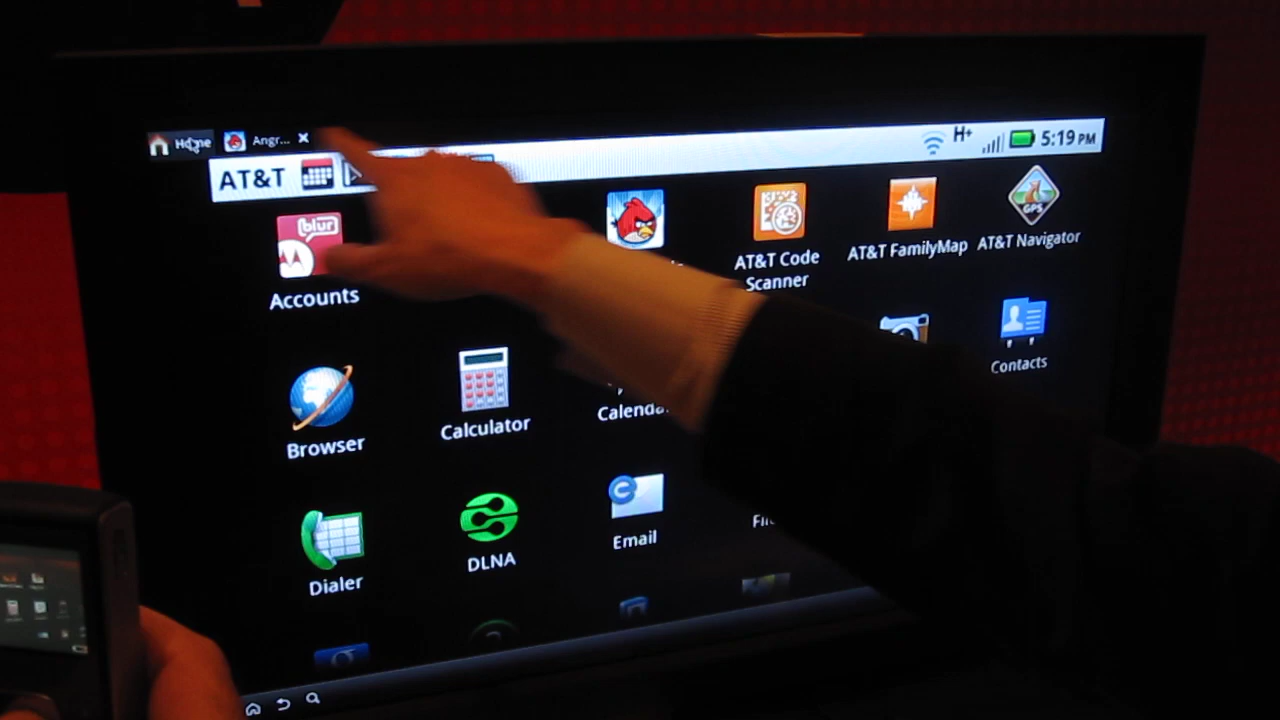 Home
Angr...
H+
5:19 PM
AT&T
blur
GPS
Accounts
AT&T Code
Scanner
AT&T FamilyMap
AT&T Navigator
Browser
Calculator
Contacts
Dialer
DLNA
Email